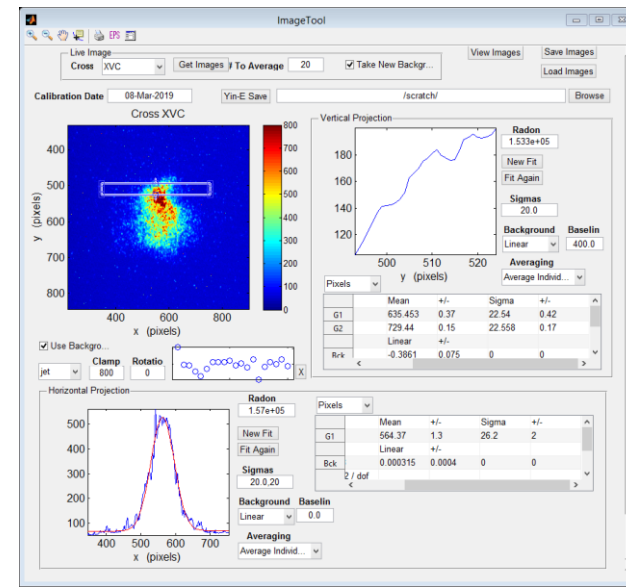 ImageTool
EPS
Live Image
Cross XVC Get Images # To Average 20 Take New Backgr...
View Images Save Images
Load Images
Calibration Date 08-Mar-2019 Yin-E Save /scratch/ Browse
Cross XVC
800
700
600
500
400
300
200
100
0
400
500
600
700
800
y (pixels)
400 600 800
x (pixels)
Use Backgro...
Clamp Rotatio
jet 800 0 X
Vertical Projection
180
160
140
120
500 510 520
y (pixels)
Radon
1.533e+05
New Fit
Fit Again
Sigmas
20.0
Background Baselin
Linear 400.0
Averaging
Average Individ...
Pixels
Mean +/- Sigma +/-
G1 635.453 0.37 22.54 0.42
G2 729.44 0.15 22.558 0.17
Linear +/-
Bck -0.3861 0.075 0 0
Horizontal Projection
500
400
300
200
100
400 500 600 700
x (pixels)
Radon
1.57e+05
New Fit
Fit Again
Sigmas
20.0,20
Background Baselin
Linear 0.0
Averaging
Average Individ...
Pixels
Mean +/- Sigma +/-
G1 564.37 1.3 26.2 2
Linear +/-
Bck 0.000315 0.0004 0 0
2 / dof